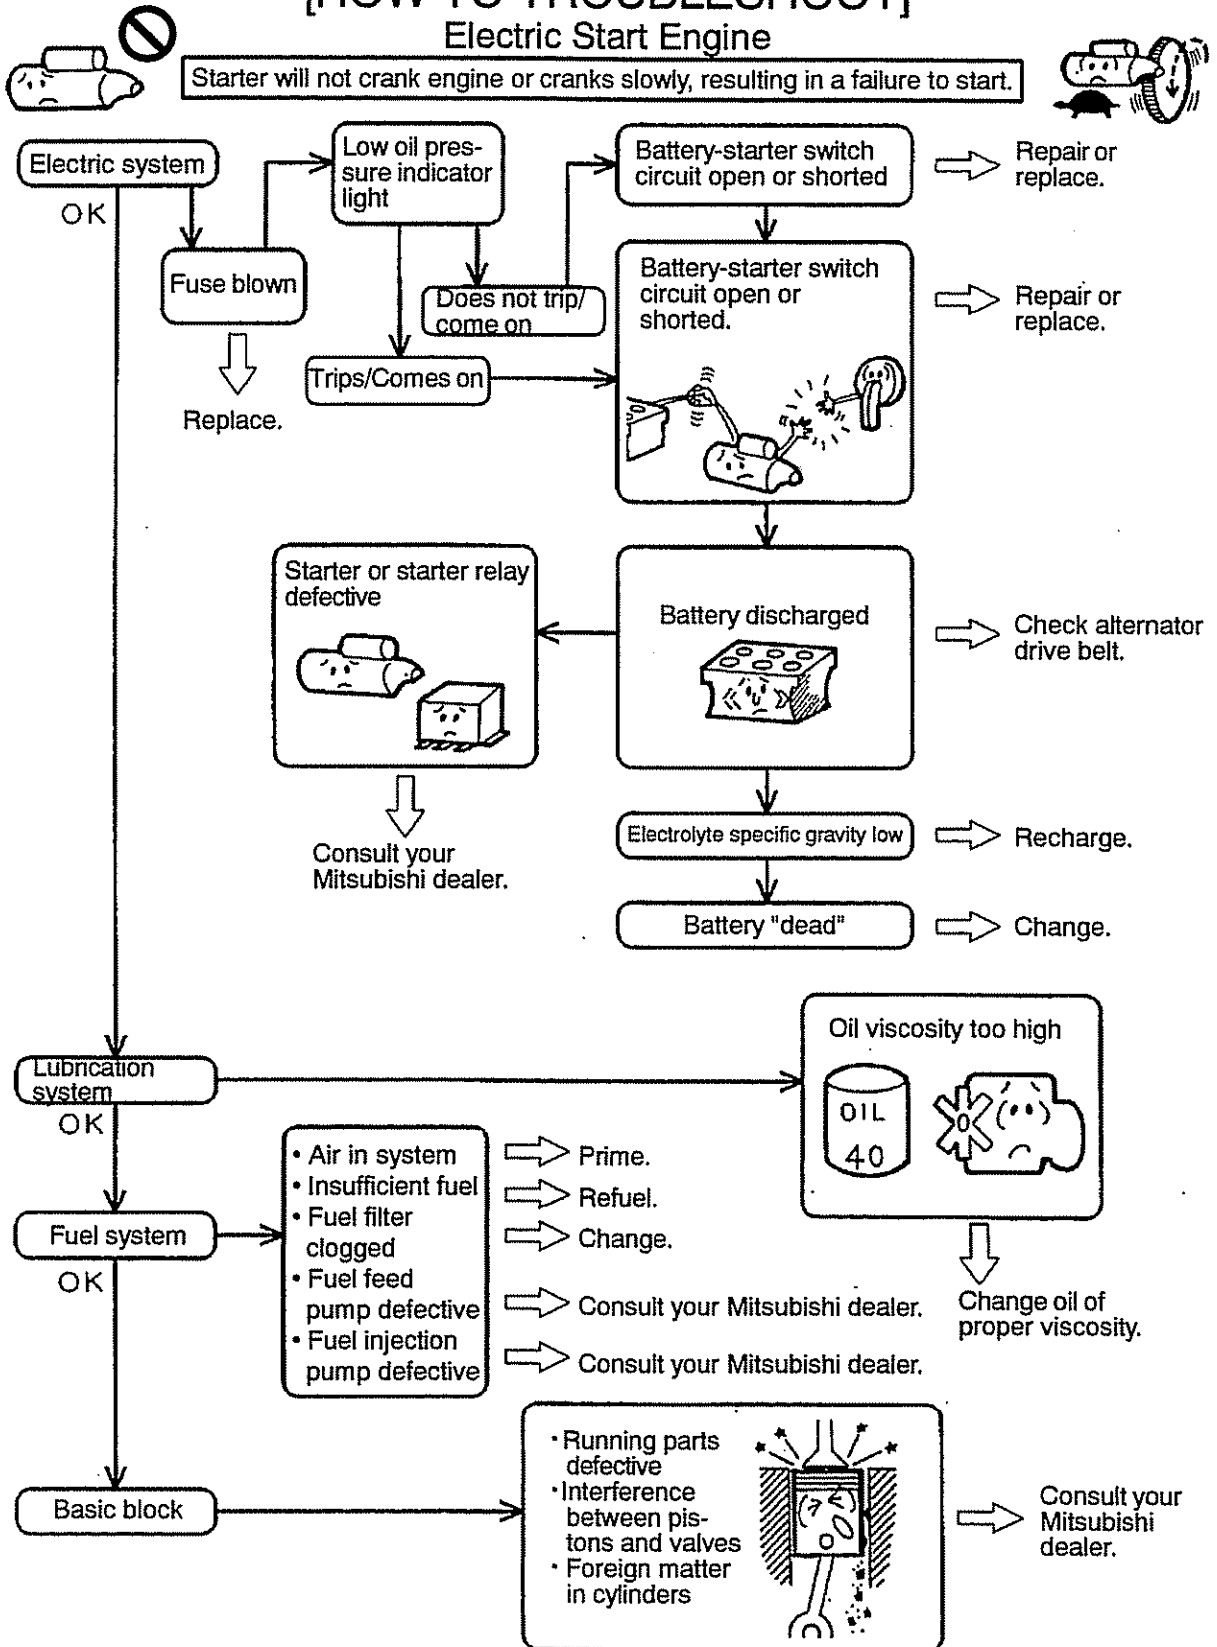 [HOW TO TROUBLESHOOT]
Electric Start Engine
Starter will not crank engine or cranks slowly, resulting in a failure to start.
Electric system
OK
Fuse blown
Replace.
Low oil pres-
sure indicator
light
Does not trip/
come on
Trips/Comes on
Battery-starter switch
circuit open or shorted
Repair or
replace.
Battery-starter switch
circuit open or
shorted.
Repair or
replace.
Starter or starter relay
defective
Consult your
Mitsubishi dealer.
Battery discharged
Check alternator
drive belt.
Electrolyte specific gravity low
Recharge.
Battery "dead"
Change.
Lubrication
system
OK
Oil viscosity too high
OIL
40
Change oil of
proper viscosity.
Fuel system
OK
• Air in system
Prime.
• Insufficient fuel
Refuel.
• Fuel filter
clogged
Change.
• Fuel feed
pump defective
Consult your Mitsubishi dealer.
• Fuel injection
pump defective
Consult your Mitsubishi dealer.
Basic block
• Running parts
defective
• Interference
between pis-
tons and valves
• Foreign matter
in cylinders
Consult your
Mitsubishi
dealer.